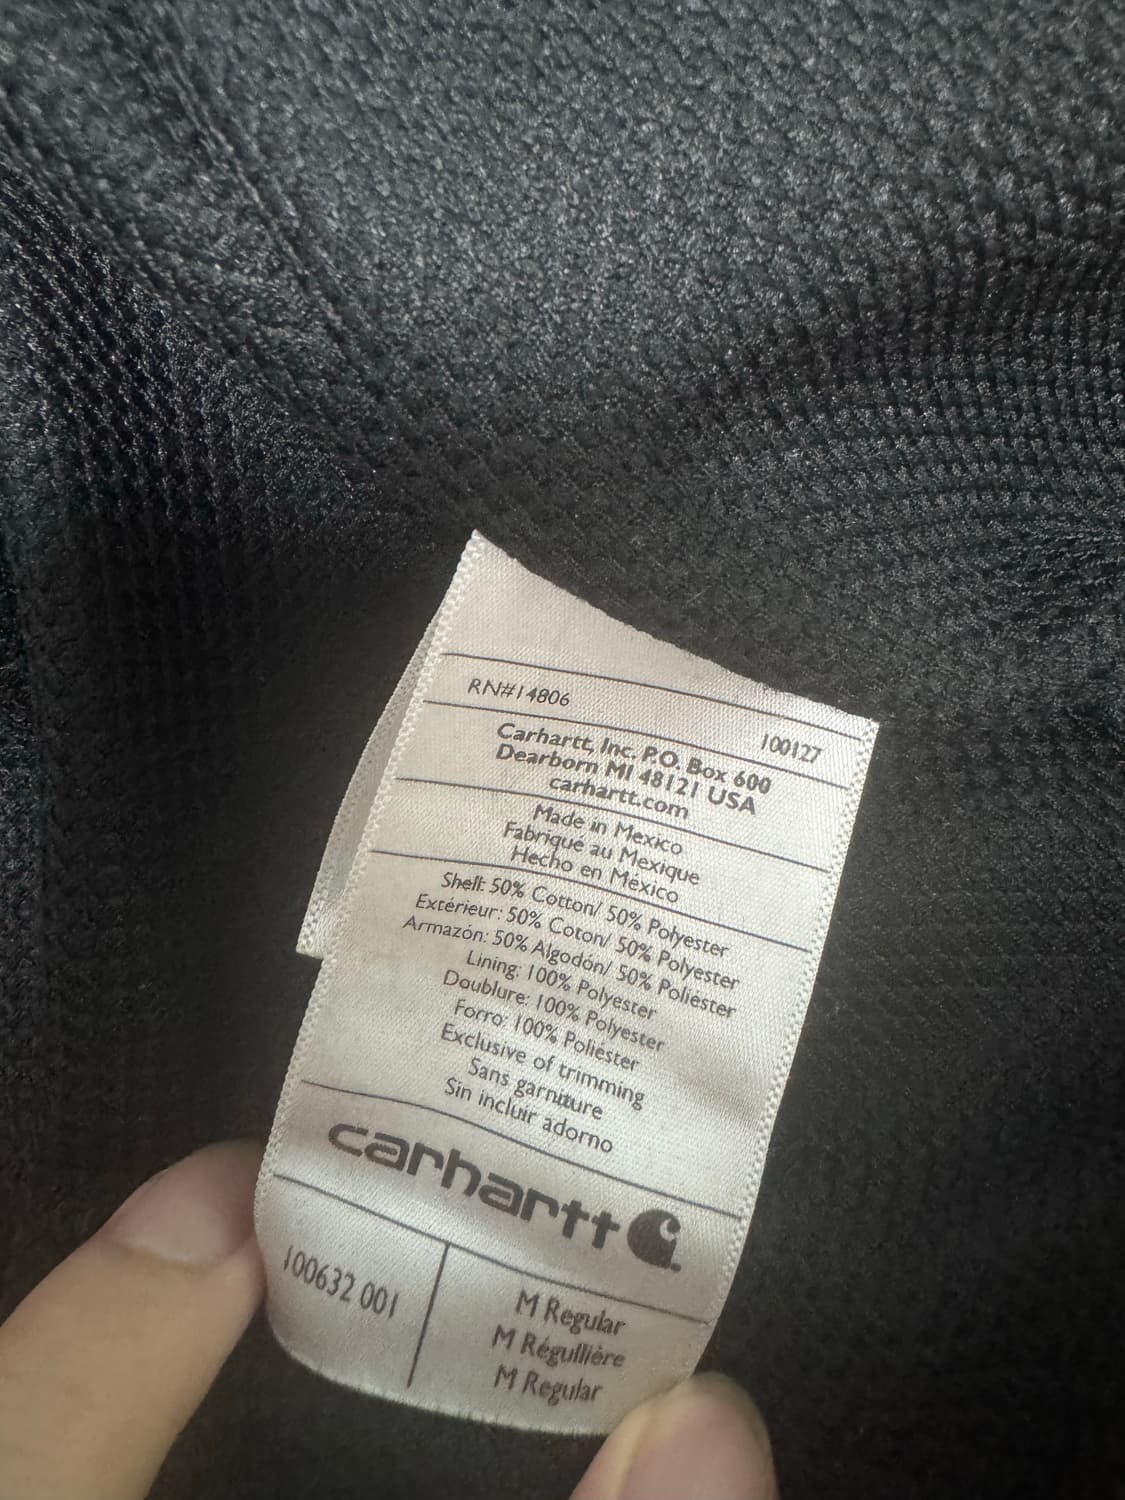 RN#14806
100127
Carhartt, Inc. P.O. Box 600
Dearborn MI 48121 USA
carhartt.com
Made in Mexico
Fabriqué au Mexique
Hecho en México
Shell: 50% Cotton/ 50% Polyester
Extérieur: 50% Coton/ 50% Polyester
Armazón: 50% Algodón/ 50% Poliéster
Lining: 100% Polyester
Doublure: 100% Polyester
Forro: 100% Poliéster
Exclusive of trimming
Sans garniture
Sin incluir adorno
carhartt
100632 001
M Regular
M Régullière
M Regular